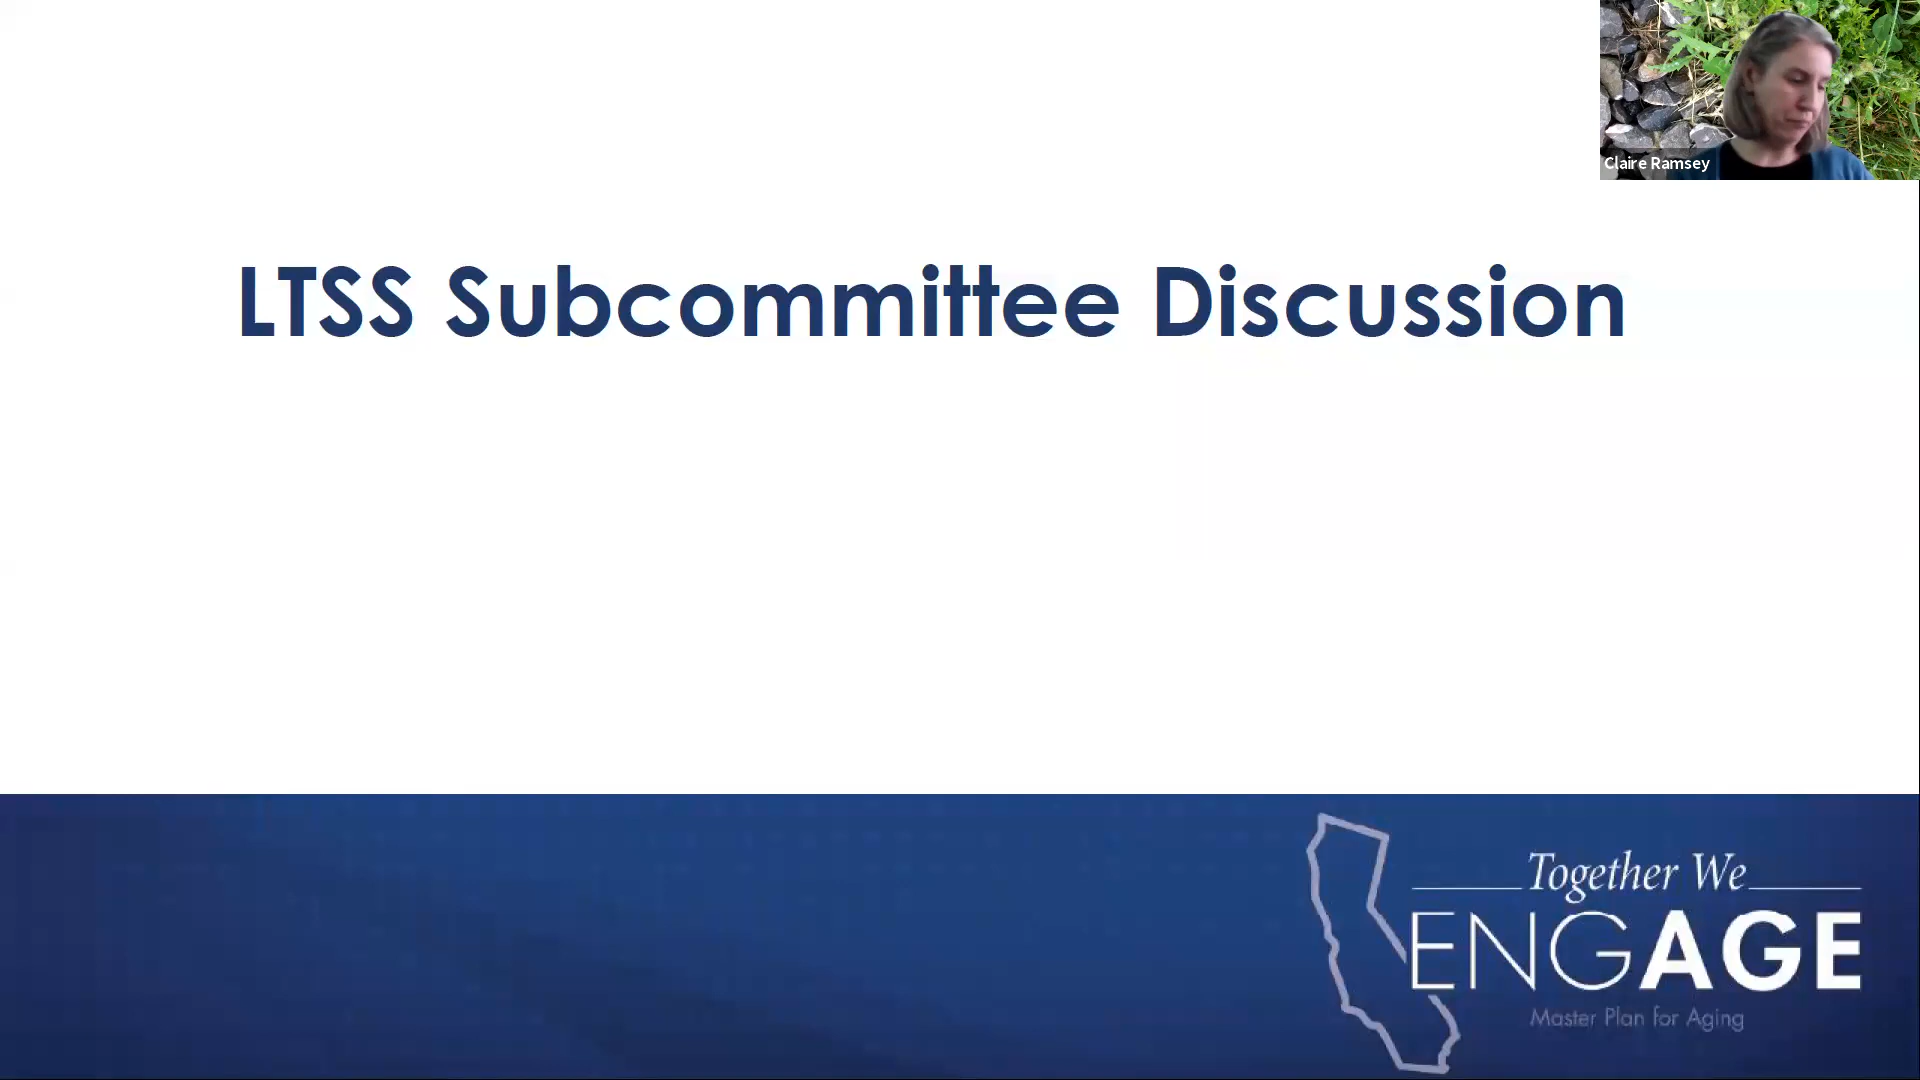 Claire Ramsey
LTSS Subcommittee Discussion
Together We
ENGAGE
Master Plan for Aging